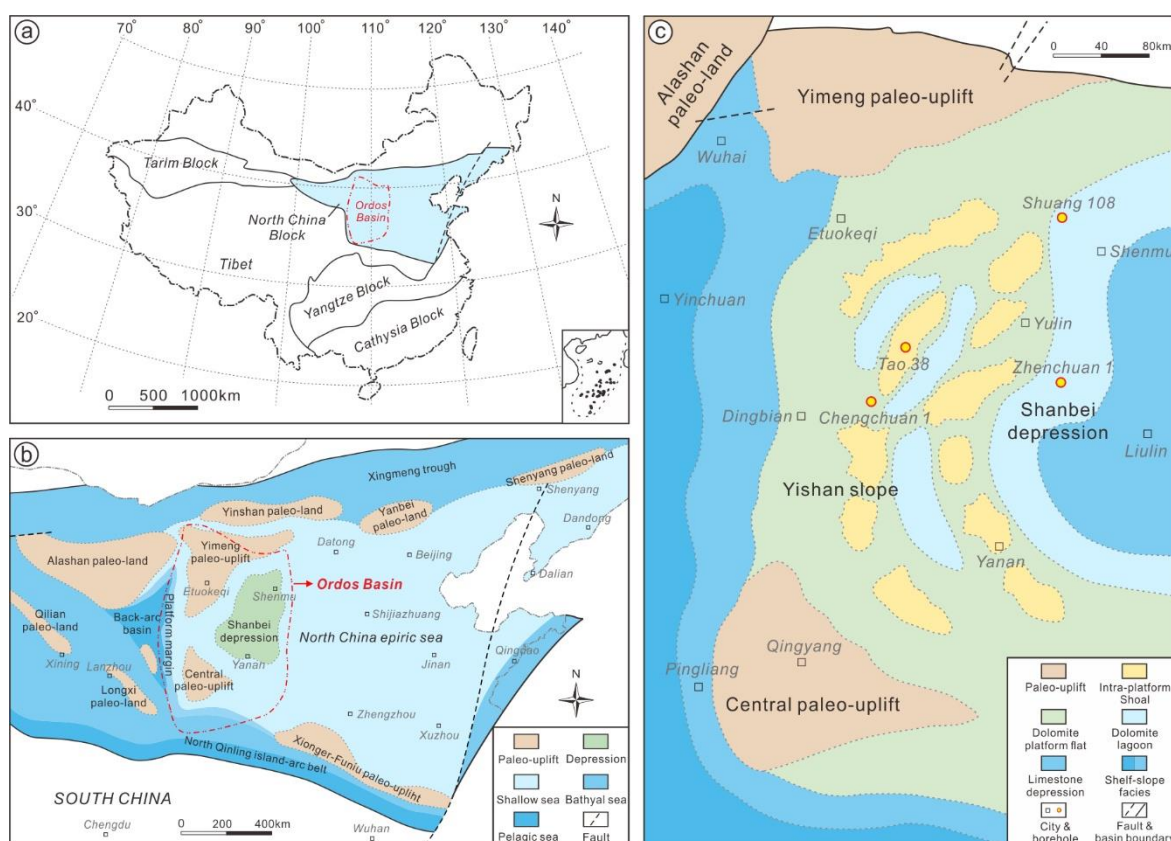 a
70°
80°
90°
100°
110°
120°
130°
140°
40°
30°
20°
Tarim Block
North China
Block
Ordos
Basin
Tibet
Yangtze Block
Cathysia Block
N
0 500 1000km
b
Xingmeng trough
Shenyang paleo-land
Shenyang
Yinshan paleo-land
Yanbei
paleo-land
Dandong
Alashan paleo-land
Yimeng
paleo-uplift
Datong
Beijing
Etuokeqi
Shenmu
Ordos Basin
Dalian
Qilian
paleo-land
Back-arc
basin
Platform margin
Shanbei
depression
Shijiazhuang
North China epiric sea
Xining
Lanzhou
Yanan
Jinan
Qingdao
Longxi
paleo-land
Central
paleo-uplift
Zhengzhou
Xuzhou
N
North Qinling island-arc belt
Xionger-Funiu paleo-upliht
SOUTH CHINA
Chengdu
0 200 400km
Wuhan
Paleo-uplift
Depression
Shallow sea
Bathyal sea
Pelagic sea
Fault
c
0 40 80km
Alashan
paleo-land
Yimeng paleo-uplift
Wuhai
Etuokeqi
Shuang 108
Shenmu
Yinchuan
Yulin
Tao 38
Zhenchuan 1
Chengchuan 1
Dingbian
Shanbei
depression
Liulin
Yishan slope
Yanan
Qingyang
Pingliang
Central paleo-uplift
Paleo-uplift
Intra-platform
Shoal
Dolomite
platform flat
Dolomite
lagoon
Limestone
depression
Shelf-slope
facies
City &
borehole
Fault &
basin boundary